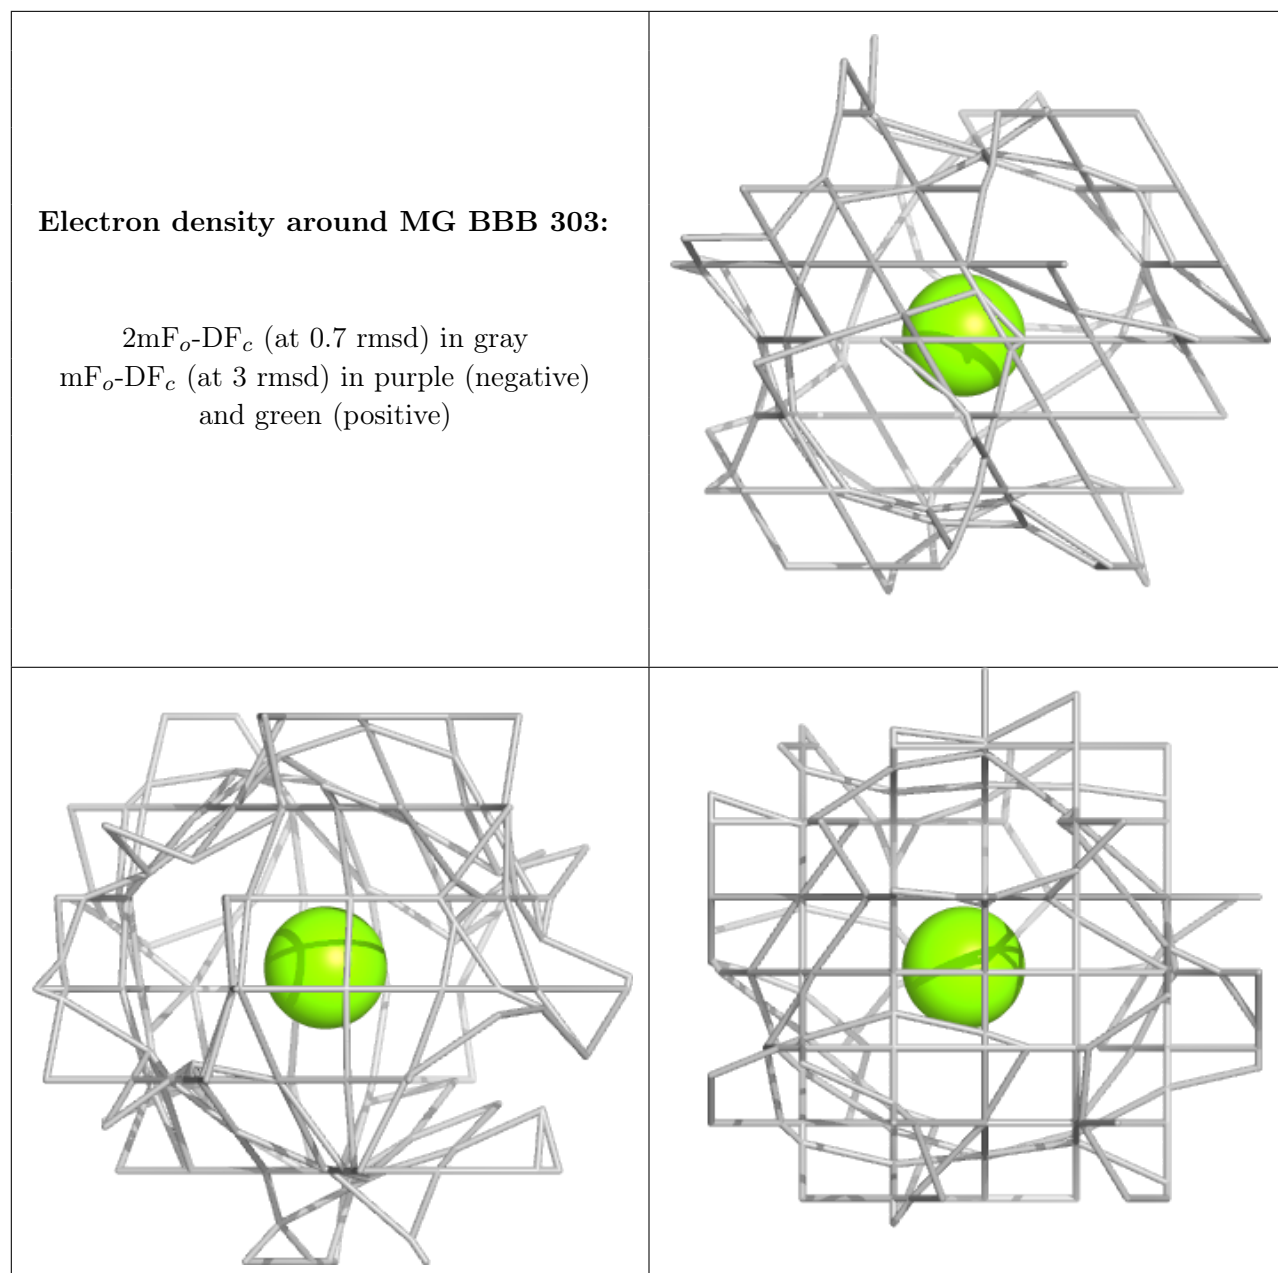 Electron density around MG BBB 303:
2mFo-DFc (at 0.7 rmsd) in gray
mFo-DFc (at 3 rmsd) in purple (negative)
and green (positive)